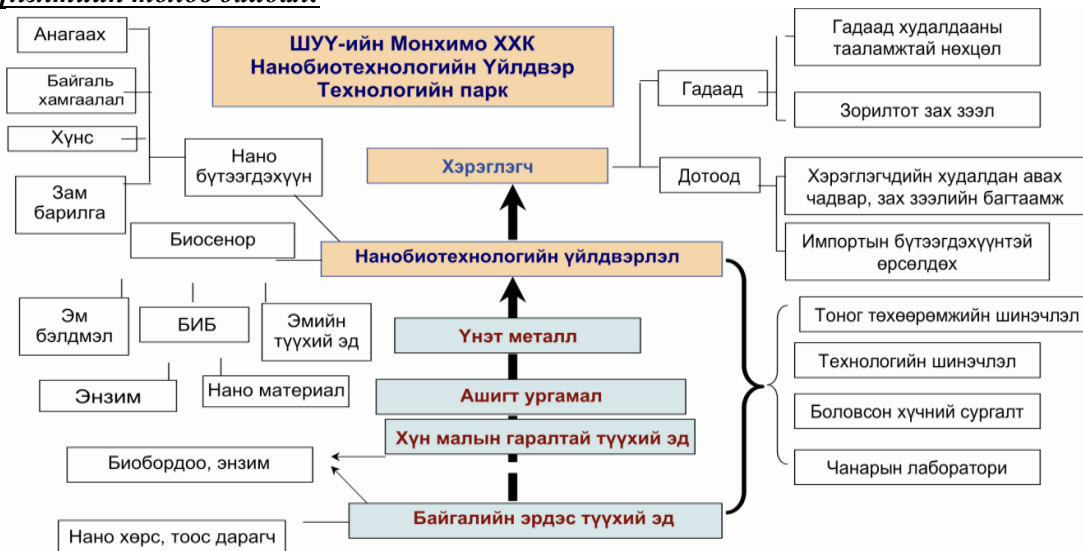 ШУҮ-ийн Монхимо ХХК
Нанобиотехнологийн Үйлдвэр
Технологийн парк
Анагаах
Байгаль
хамгаалал
Хүнс
Зам
барилга
Нано
бүтээгдэхүүн
Биосенор
Хэрэглэгч
Гадаад
Гадаад худалдааны
тааламжтай нөхцөл
Зорилтот зах зээл
Дотоод
Хэрэглэгчдийн худалдан авах
чадвар, зах зээлийн багтаамж
Импортын бүтээгдэхүүнтэй
өрсөлдөх
Нанобиотехнологийн үйлдвэрлэл
Эм
бэлдмэл
БИБ
Эмийн
түүхий эд
Энзим
Нано материал
Үнэт металл
Ашигт ургамал
Хүн малын гаралтай түүхий эд
Байгалийн эрдэс түүхий эд
Биобордоо, энзим
Нано хөрс, тоос дарагч
Тоног төхөөрөмжийн шинэчлэл
Технологийн шинэчлэл
Боловсон хүчний сургалт
Чанарын лаборатори